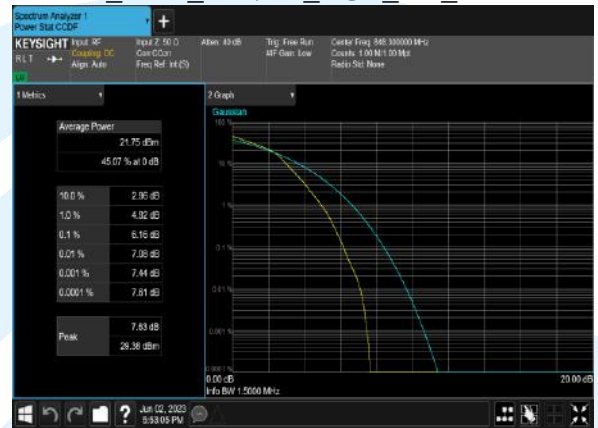 Spectrum Analyzer 1
Power Stat CCDF
+
KEYSIGHT Input: RF
Coupling: DC
Align: Auto
RLT
Input Z: 50 Ω
Corr CCorr
Freq Ref: Int (S)
Atten: 40 dB
Trig: Free Run
#IF Gain: Low
Center Freq: 848.300000 MHz
Counts: 1.00 M/1.00 Mpt
Radio Std: None
1 Metrics
Average Power
21.75 dBm
45.07 % at 0 dB
10.0 % 2.96 dB
1.0 % 4.92 dB
0.1 % 6.16 dB
0.01 % 7.08 dB
0.001 % 7.44 dB
0.0001 % 7.61 dB
Peak
7.63 dB
29.38 dBm
2 Graph
Gaussian
100 %
10 %
1 %
0.1 %
0.01 %
0.001 %
0.0001 %
0.00 dB 20.00 dB
Info BW 1.5000 MHz
?
Jun 02, 2023
5:53:05 PM